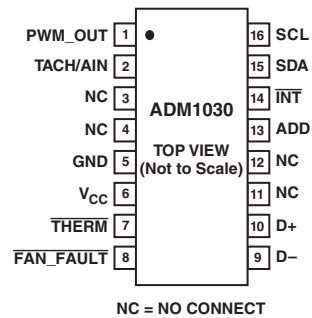 PWM_OUT 1 16 SCL
TACH/AIN 2 15 SDA
NC 3 ADM1030 14 INT
NC 4 13 ADD
GND 5 TOP VIEW 12 NC
(Not to Scale)
VCC 6 11 NC
THERM 7 10 D+
FAN_FAULT 8 9 D–
NC = NO CONNECT